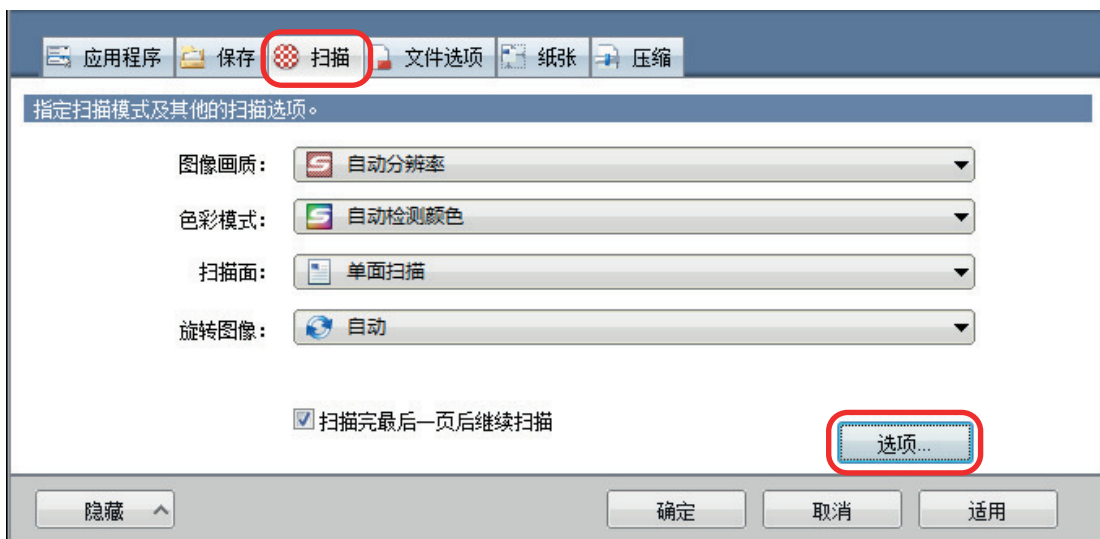 应用程序 保存 扫描 文件选项 纸张 压缩
指定扫描模式及其他的扫描选项。
图像画质： 自动分辨率
色彩模式： 自动检测颜色
扫描面： 单面扫描
旋转图像： 自动
扫描完最后一页后继续扫描
选项...
隐藏 确定 取消 适用